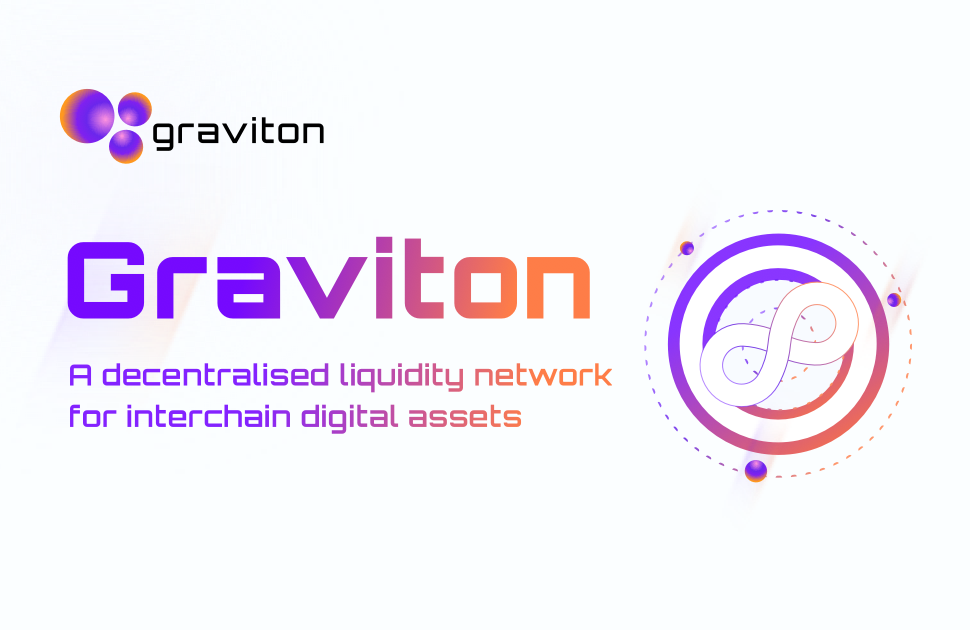 graviton
Graviton
A decentralised liquidity network
for interchain digital assets